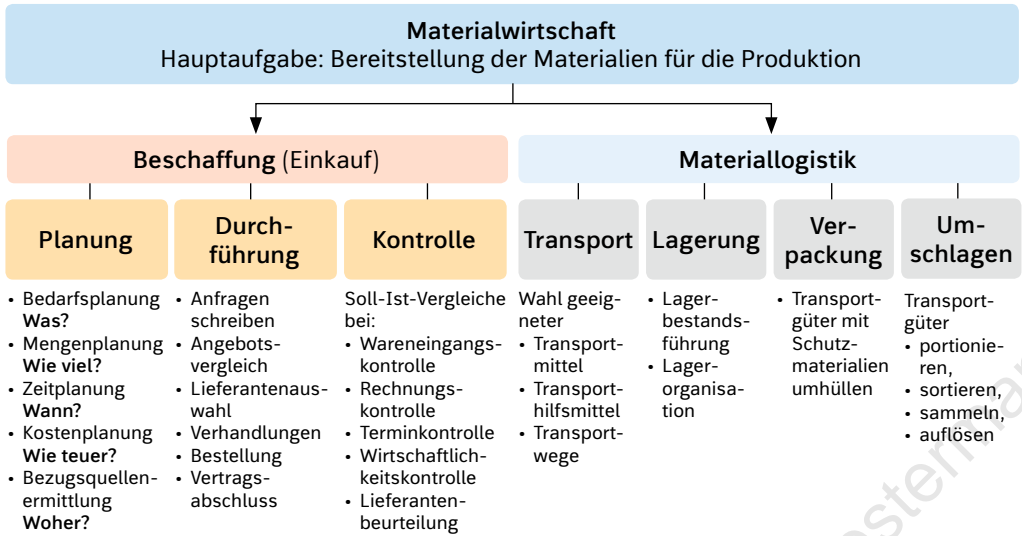 Materialwirtschaft
Hauptaufgabe: Bereitstellung der Materialien für die Produktion
Beschaffung (Einkauf)
Materiallogistik
Planung
Durch-
führung
Kontrolle
Transport
Lagerung
Ver-
packung
Um-
schlagen
• Bedarfsplanung
Was?
• Mengenplanung
Wie viel?
• Zeitplanung
Wann?
• Kostenplanung
Wie teuer?
• Bezugsquellen-
ermittlung
Woher?
• Anfragen
schreiben
• Angebots-
vergleich
• Lieferantenaus-
wahl
• Verhandlungen
• Bestellung
• Vertrags-
abschluss
Soll-Ist-Vergleiche
bei:
• Wareneingangs-
kontrolle
• Rechnungs-
kontrolle
• Terminkontrolle
• Wirtschaftlich-
keitskontrolle
• Lieferanten-
beurteilung
Wahl geeig-
neter
• Transport-
mittel
• Transport-
hilfsmittel
• Transport-
wege
• Lager-
bestands-
führung
• Lager-
organisa-
tion
• Transport-
güter mit
Schutz-
materialien
umhüllen
Transport-
güter
• portionie-
ren,
• sortieren,
• sammeln,
• auflösen